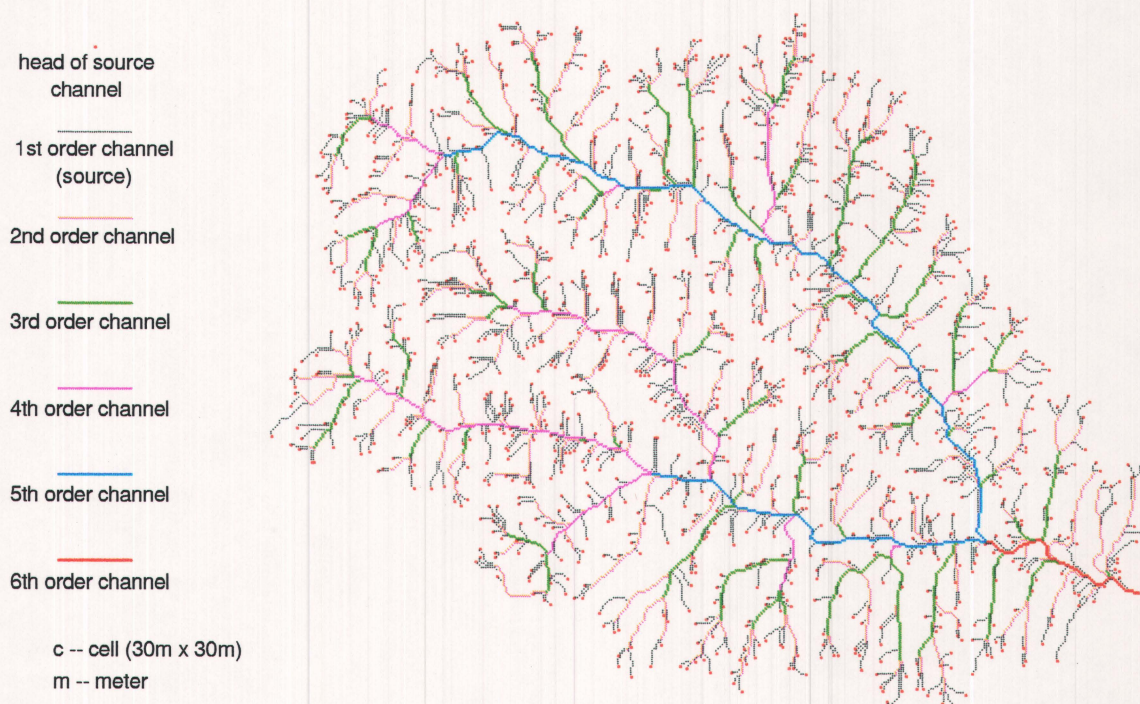 head of source
channel
1st order channel
(source)
2nd order channel
3rd order channel
4th order channel
5th order channel
6th order channel
c -- cell (30m x 30m)
m -- meter